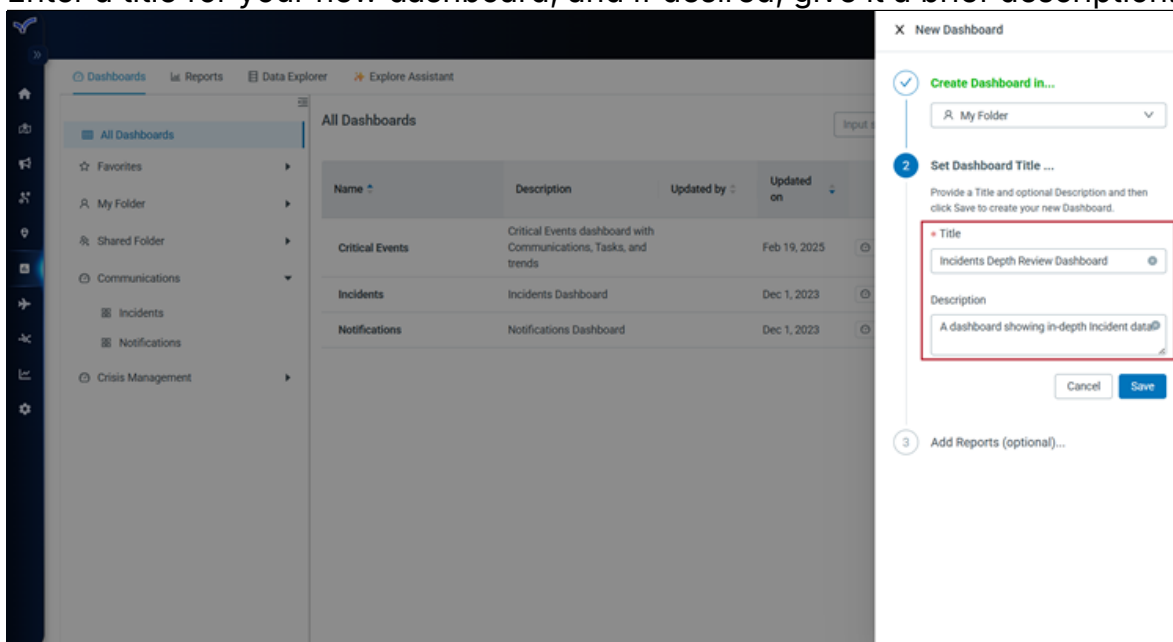 Enter a title for your new dashboard, and if desired, give it a brief description.
New Dashboard
Dashboards Reports Data Explorer Explore Assistant
All Dashboards
Favorites
My Folder
Shared Folder
Communications
Incidents
Notifications
Crisis Management
All Dashboards
Input
Name Description Updated by Updated on
Critical Events Critical Events dashboard with Communications, Tasks, and trends Feb 19, 2025
Incidents Incidents Dashboard Dec 1, 2023
Notifications Notifications Dashboard Dec 1, 2023
Create Dashboard in...
My Folder
2 Set Dashboard Title ...
Provide a Title and optional Description and then
click Save to create your new Dashboard.
* Title
Incidents Depth Review Dashboard
Description
A dashboard showing in-depth Incident data
Cancel Save
3 Add Reports (optional)...